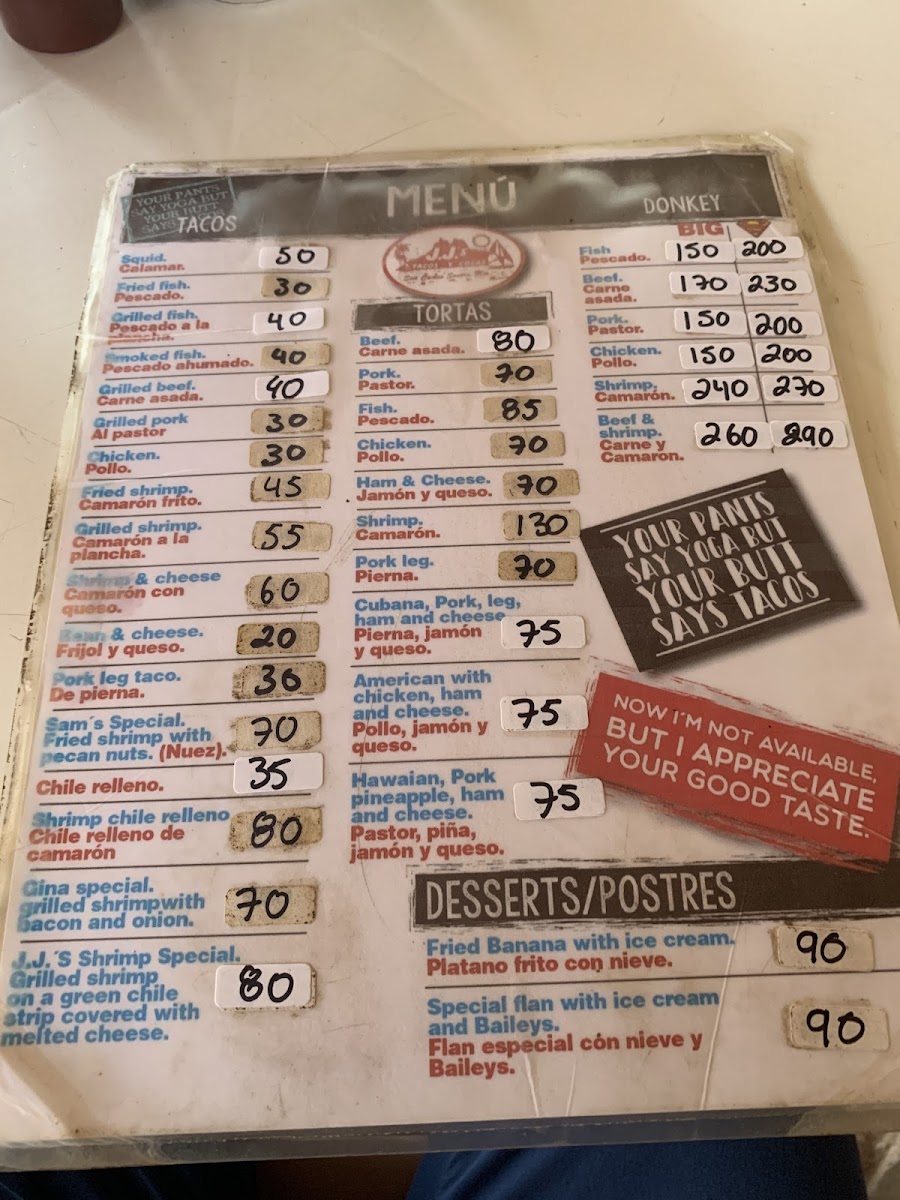 MENÚ
YOUR PANTS
SAY YOGA BUT
YOUR BUTT
SAYS
TACOS
Squid. 50
Calamar.
Fried fish. 30
Pescado.
Grilled fish. 40
Pescado a la
plancha.
Smoked fish. 40
Pescado ahumado.
Grilled beef. 40
Carne asada.
Grilled pork 30
Al pastor
Chicken. 30
Pollo.
Fried shrimp. 45
Camarón frito.
Grilled shrimp. 55
Camarón a la
plancha.
Shrimp & cheese 60
Camarón con
queso.
Bean & cheese. 20
Frijol y queso.
Pork leg taco. 30
De pierna.
Sam´s Special. 70
Fried shrimp with
pecan nuts. (Nuez).
Chile relleno. 35
Shrimp chile relleno 80
Chile relleno de
camarón
Gina special. 70
grilled shrimpwith
bacon and onion.
J.J.´S Shrimp Special. 80
Grilled shrimp
on a green chile
strip covered with
melted cheese.
TORTAS
Beef. 80
Carne asada.
Pork. 70
Pastor.
Fish. 85
Pescado.
Chicken. 70
Pollo.
Ham & Cheese. 70
Jamón y queso.
Shrimp. 130
Camarón.
Pork leg. 70
Pierna.
Cubana, Pork, leg, 75
ham and cheese
Pierna, jamón
y queso.
American with 75
chicken, ham
and cheese.
Pollo, jamón y
queso.
Hawaian, Pork 75
pineapple, ham
and cheese.
Pastor, piña,
jamón y queso.
DONKEY
BIG S
Fish 150 200
Pescado.
Beef. 170 230
Carne
asada.
Pork. 150 200
Pastor.
Chicken. 150 200
Pollo.
Shrimp. 240 270
Camarón.
Beef & 260 290
shrimp.
Carne y
Camaron.
YOUR PANTS
SAY YOGA BUT
YOUR BUTT
SAYS TACOS
NOW I'M NOT AVAILABLE,
BUT I APPRECIATE
YOUR GOOD TASTE.
DESSERTS/POSTRES
Fried Banana with ice cream. 90
Platano frito con nieve.
Special flan with ice cream 90
and Baileys.
Flan especial cón nieve y
Baileys.